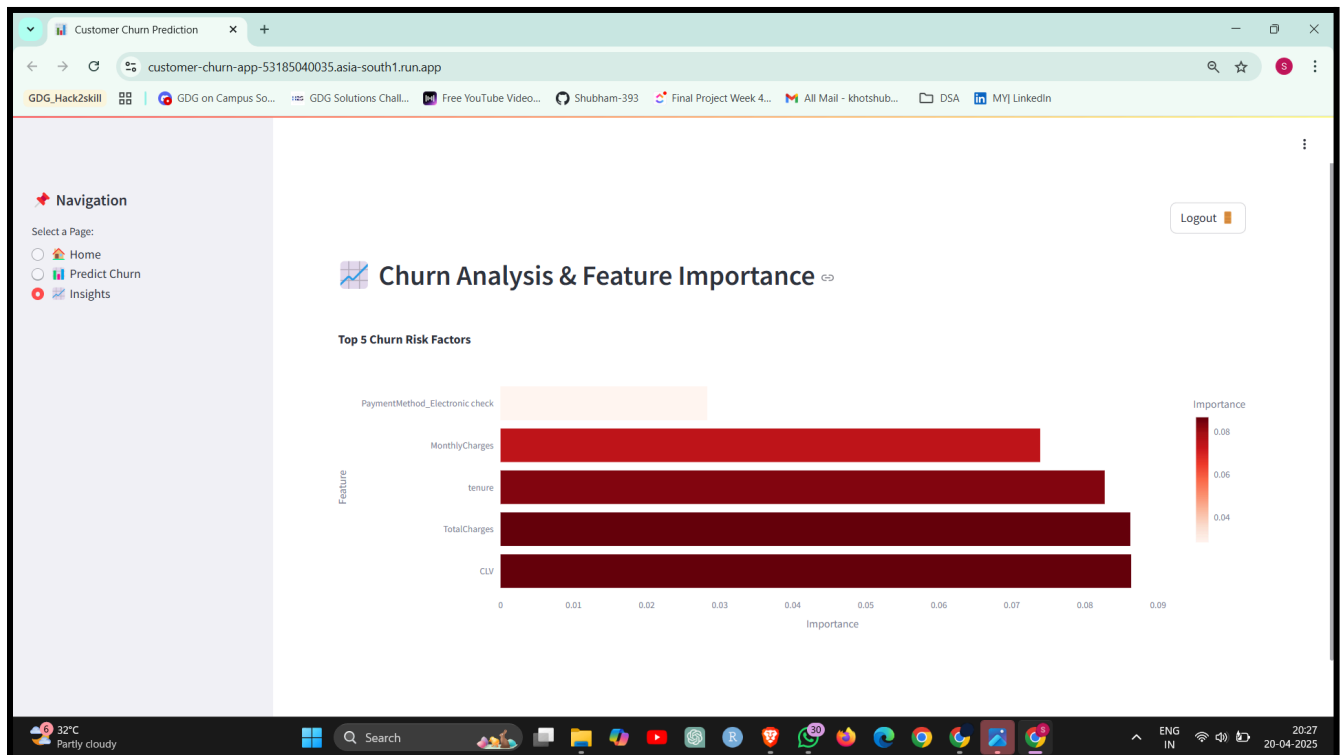 Customer Churn Prediction
customer-churn-app-53185040035.asia-south1.run.app
S
GDG_Hack2skill GDG on Campus So... GDG Solutions Chall... Free YouTube Video... Shubham-393 Final Project Week 4... All Mail - khotshub... DSA MY| LinkedIn
Logout
Navigation
Select a Page:
Home
Predict Churn
Insights
Churn Analysis & Feature Importance
Top 5 Churn Risk Factors
PaymentMethod_Electronic check
MonthlyCharges
tenure
TotalCharges
CLV
Feature
0 0.01 0.02 0.03 0.04 0.05 0.06 0.07 0.08 0.09
Importance
Importance
0.08
0.06
0.04
6
32°C
Partly cloudy
Search
30
ENG
IN
20:27
20-04-2025